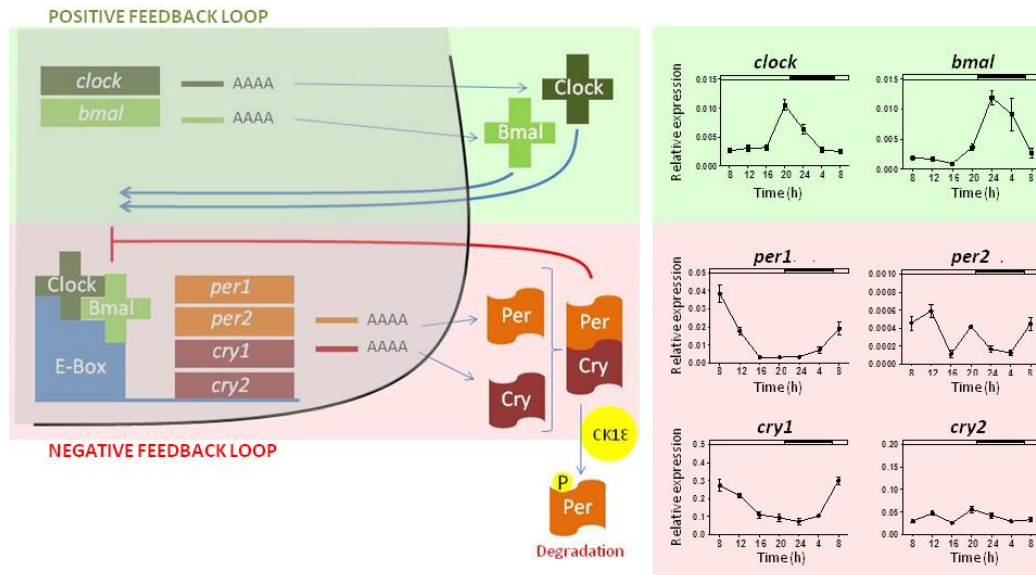 POSITIVE FEEDBACK LOOP
clock
AAAA
bmal
AAAA
Clock
Bmal
Clock
Bmal
E-Box
per1
per2
cry1
cry2
AAAA
AAAA
Per
Cry
Per
Cry
CK1ε
P
Per
Degradation
NEGATIVE FEEDBACK LOOP
clock
Relative expression
0.015
0.010
0.005
0.000
8 12 16 20 24 4 8
Time (h)
bmal
0.015
0.010
0.005
0.000
8 12 16 20 24 4 8
Time (h)
per1
Relative expression
0.05
0.04
0.03
0.02
0.01
0.00
8 12 16 20 24 4 8
Time (h)
per2
0.0010
0.0008
0.0006
0.0004
0.0002
0.0000
8 12 16 20 24 4 8
Time (h)
cry1
Relative expression
0.5
0.4
0.3
0.2
0.1
0.0
8 12 16 20 24 4 8
Time (h)
cry2
0.20
0.15
0.10
0.05
0.00
8 12 16 20 24 4 8
Time (h)